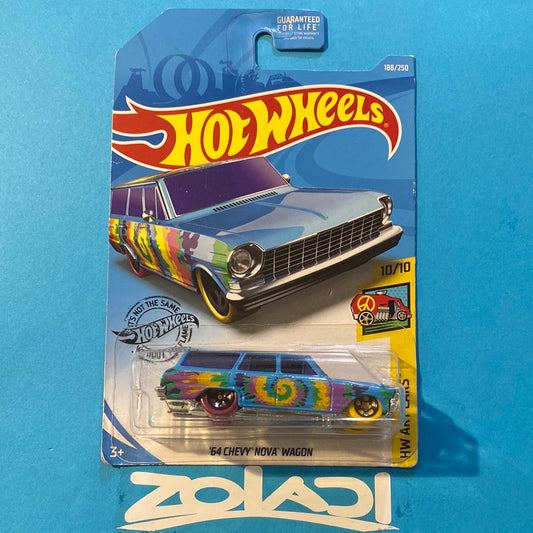 GUARANTEED
FOR LIFE*
188/250
HOT WHEELS
10/10
IT'S NOT THE SAME
HOT WHEELS
HW ART CARS
3+
'64 CHEVY NOVA WAGON